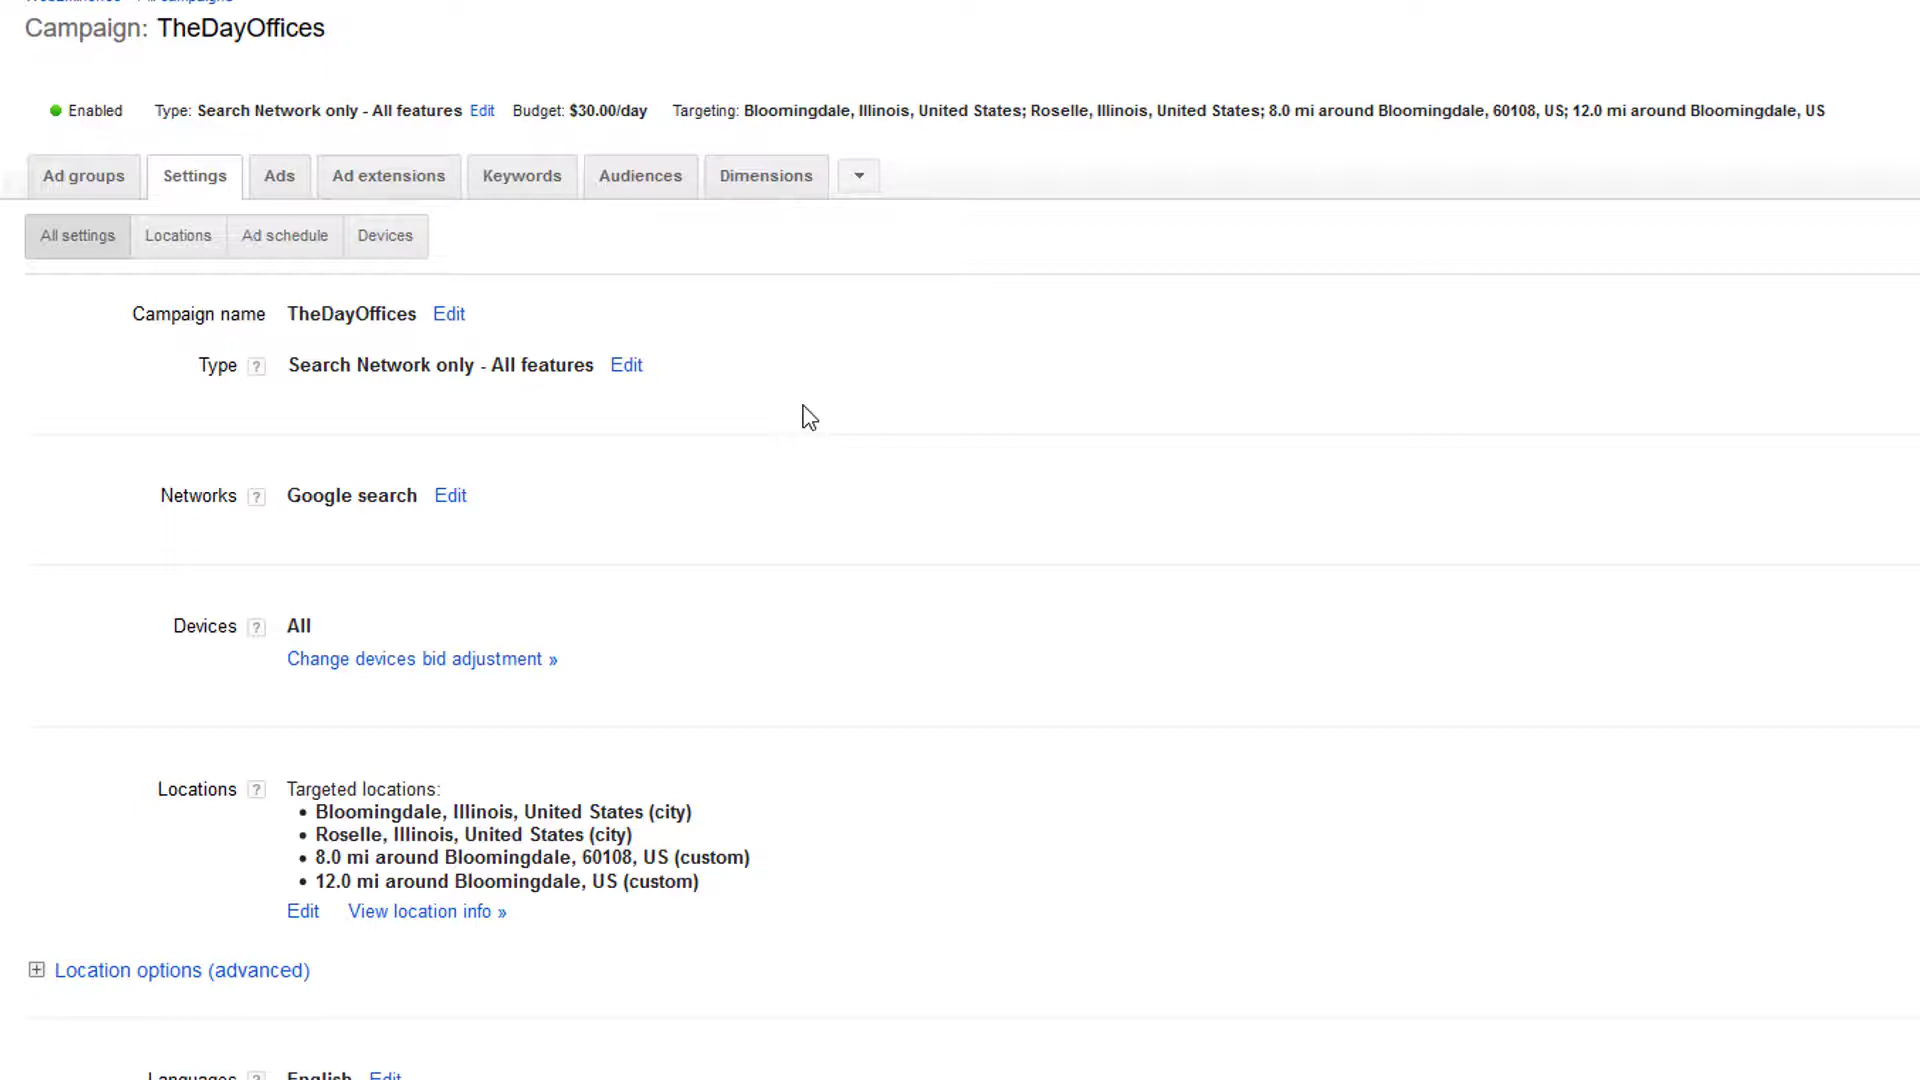 Campaign: TheDayOffices
Enabled Type: Search Network only - All features Edit Budget: $30.00/day Targeting: Bloomingdale, Illinois, United States; Roselle, Illinois, United States; 8.0 mi around Bloomingdale, 60108, US; 12.0 mi around Bloomingdale, US
Ad groups Settings Ads Ad extensions Keywords Audiences Dimensions
All settings Locations Ad schedule Devices
Campaign name TheDayOffices Edit
Type ? Search Network only - All features Edit
Networks ? Google search Edit
Devices ? All
Change devices bid adjustment »
Locations ? Targeted locations:
• Bloomingdale, Illinois, United States (city)
• Roselle, Illinois, United States (city)
• 8.0 mi around Bloomingdale, 60108, US (custom)
• 12.0 mi around Bloomingdale, US (custom)
Edit View location info »
Location options (advanced)
Languages ? English Edit